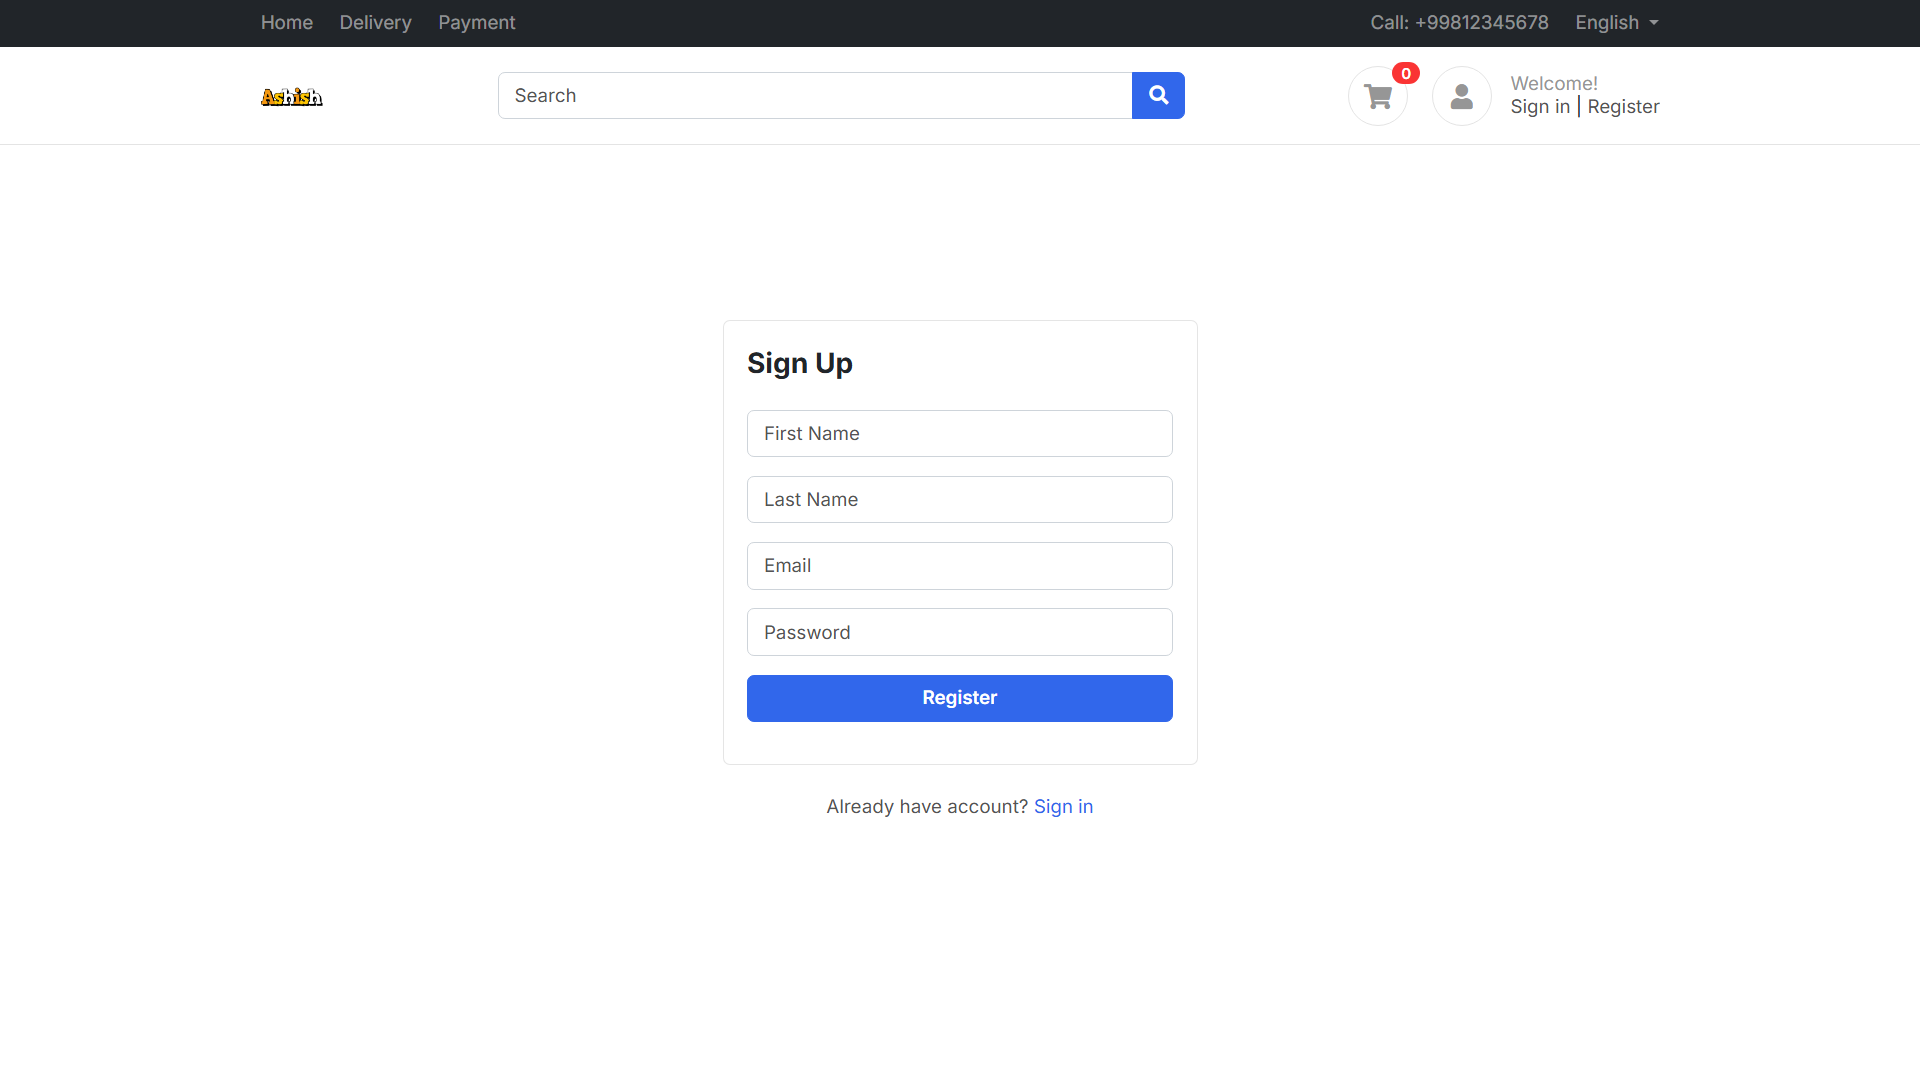 Home Delivery Payment Call: +99812345678 English
Ashish
Search
0
Welcome!
Sign in | Register
Sign Up
First Name
Last Name
Email
Password
Register
Already have account? Sign in